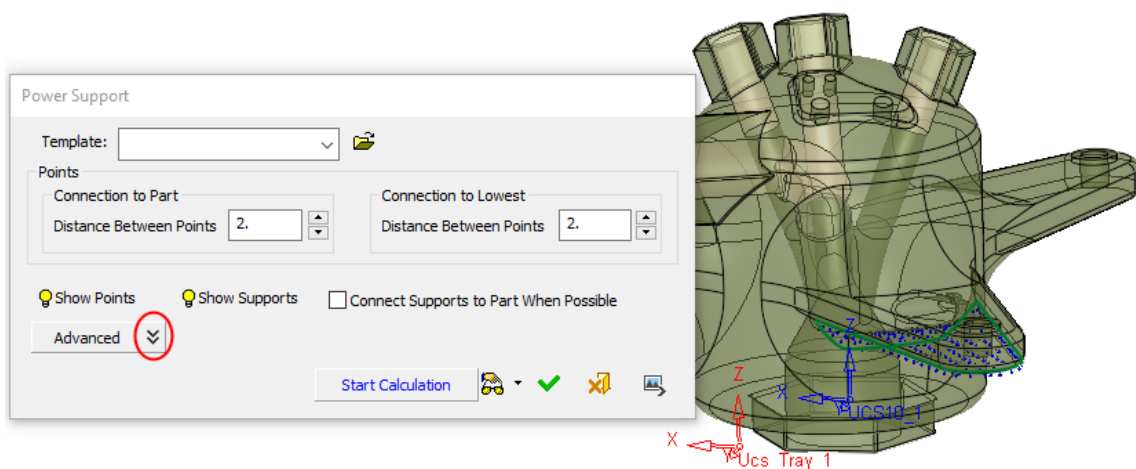 Power Support
Template:
Points
Connection to Part
Distance Between Points 2.
Connection to Lowest
Distance Between Points 2.
Show Points Show Supports Connect Supports to Part When Possible
Advanced
Start Calculation
Z
X
Y
UCS10_1
Z
X
Y
Ucs Tray 1